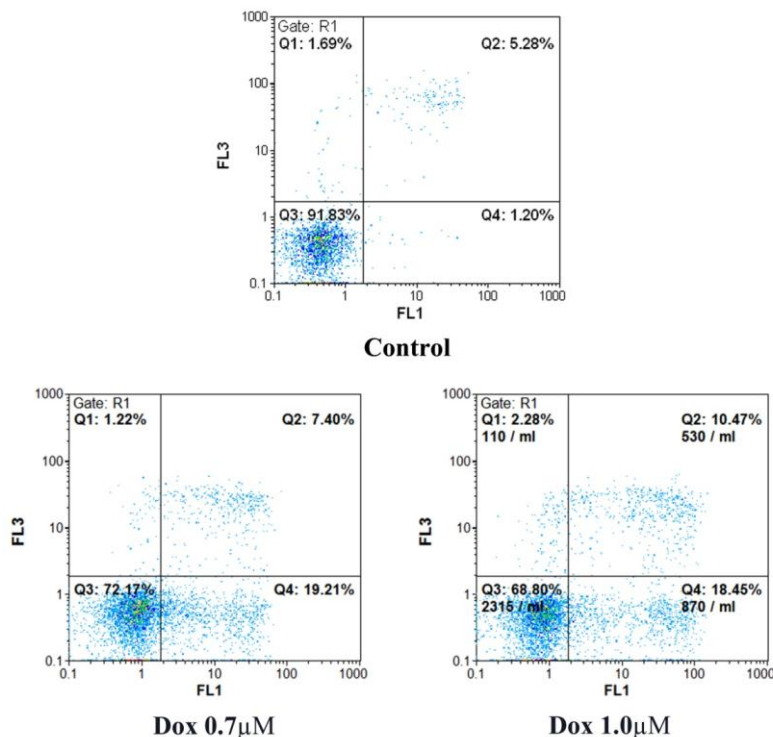 1000
Gate: R1
Q1: 1.69%
Q2: 5.28%
100
FL3
10
1
Q3: 91.83%
Q4: 1.20%
0.1
0.1
1
10
100
1000
FL1
Control
1000
Gate: R1
Q1: 1.22%
Q2: 7.40%
100
FL3
10
Q3: 72.17%
Q4: 19.21%
1
0.1
0.1
1
10
100
1000
FL1
Dox 0.7µM
1000
Gate: R1
Q1: 2.28%
110 / ml
Q2: 10.47%
530 / ml
100
FL3
10
Q3: 68.80%
2315 / ml
Q4: 18.45%
870 / ml
1
0.1
0.1
1
10
100
1000
FL1
Dox 1.0µM